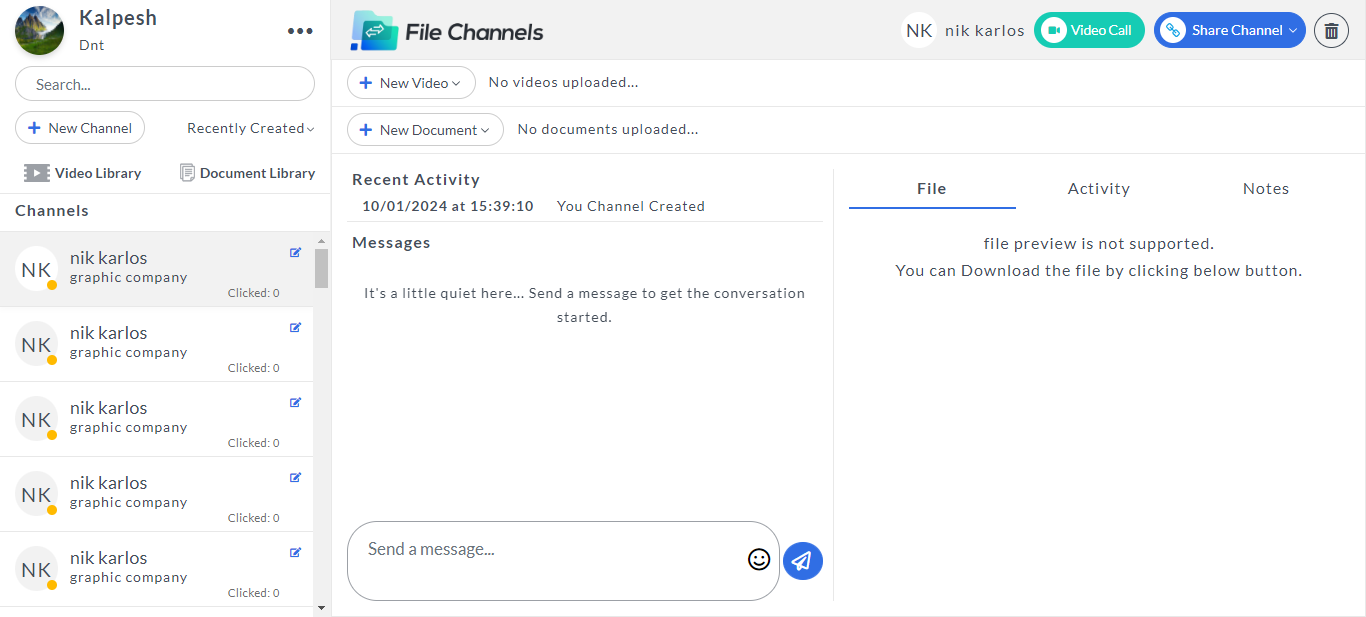 Kalpesh
Dnt
Search...
New Channel
Recently Created
Video Library
Document Library
Channels
NK
nik karlos
graphic company
Clicked: 0
NK
nik karlos
graphic company
Clicked: 0
NK
nik karlos
graphic company
Clicked: 0
NK
nik karlos
graphic company
Clicked: 0
NK
nik karlos
graphic company
Clicked: 0
File Channels
NK
nik karlos
Video Call
Share Channel
New Video
No videos uploaded...
New Document
No documents uploaded...
Recent Activity
10/01/2024 at 15:39:10 You Channel Created
Messages
It's a little quiet here... Send a message to get the conversation
started.
Send a message...
File
Activity
Notes
file preview is not supported.
You can Download the file by clicking below button.